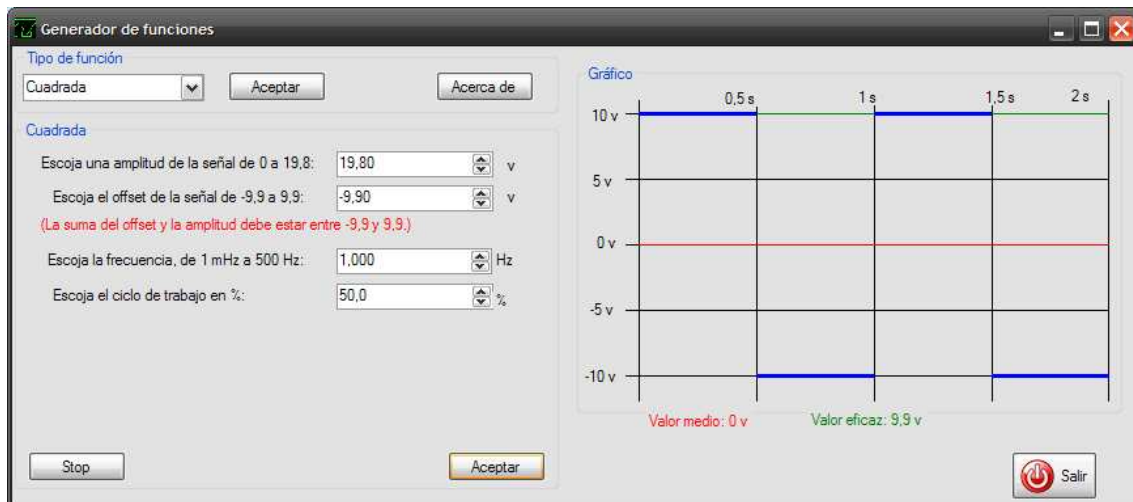 Generador de funciones
Tipo de función
Cuadrada
Aceptar
Acerca de
Cuadrada
Escoja una amplitud de la señal de 0 a 19,8:
19,80
v
Escoja el offset de la señal de -9,9 a 9,9:
-9,90
v
(La suma del offset y la amplitud debe estar entre -9,9 y 9,9.)
Escoja la frecuencia, de 1 mHz a 500 Hz:
1,000
Hz
Escoja el ciclo de trabajo en %:
50,0
%
Stop
Aceptar
Gráfico
0,5 s
1 s
1,5 s
2 s
10 v
5 v
0 v
-5 v
-10 v
Valor medio: 0 v
Valor eficaz: 9,9 v
Salir